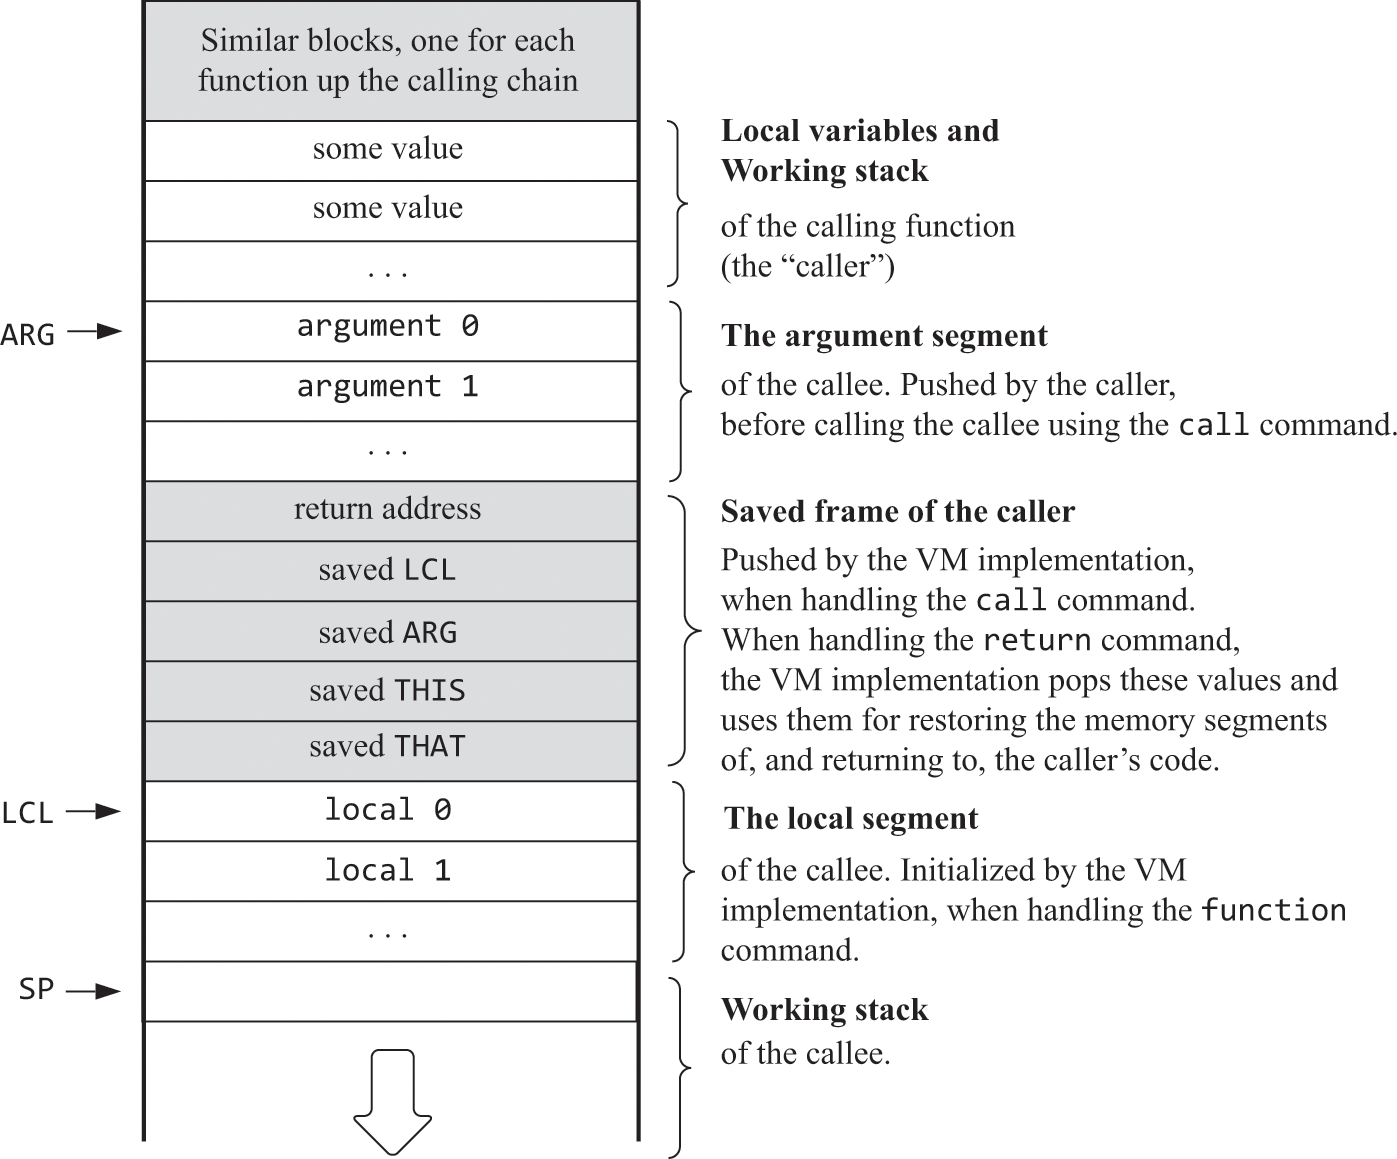 Similar blocks, one for each
function up the calling chain
some value
some value
. . .
Local variables and
Working stack
of the calling function
(the “caller”)
ARG
argument 0
argument 1
. . .
The argument segment
of the callee. Pushed by the caller,
before calling the callee using the call command.
return address
saved LCL
saved ARG
saved THIS
saved THAT
Saved frame of the caller
Pushed by the VM implementation,
when handling the call command.
When handling the return command,
the VM implementation pops these values and
uses them for restoring the memory segments
of, and returning to, the caller’s code.
LCL
local 0
local 1
. . .
The local segment
of the callee. Initialized by the VM
implementation, when handling the function
command.
SP
Working stack
of the callee.